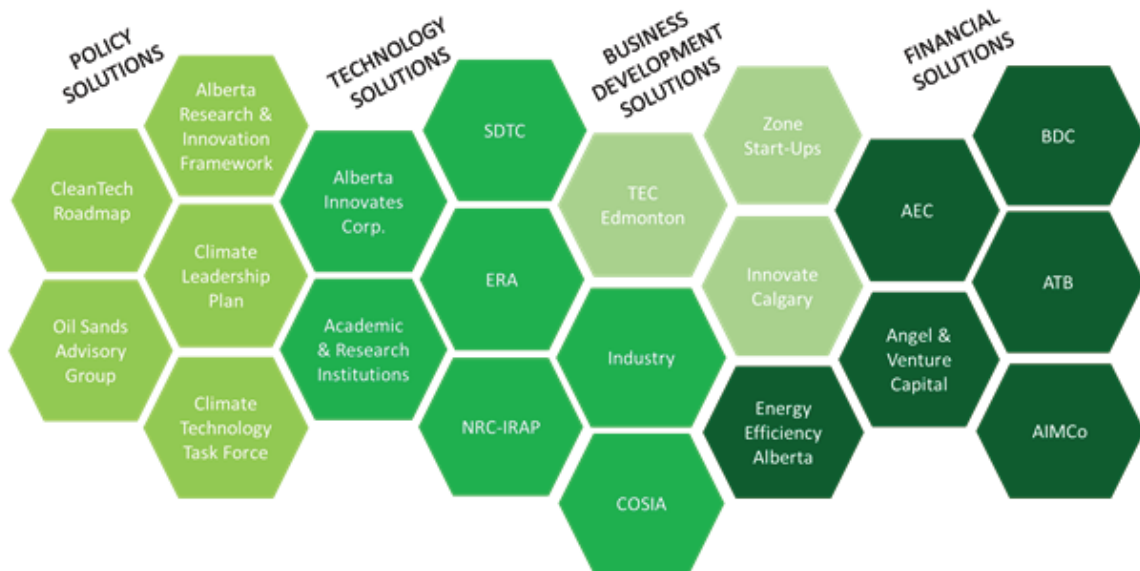 POLICY
SOLUTIONS
TECHNOLOGY
SOLUTIONS
BUSINESS
DEVELOPMENT
SOLUTIONS
FINANCIAL
SOLUTIONS
CleanTech
Roadmap
Oil Sands
Advisory
Group
Alberta
Research &
Innovation
Framework
Climate
Leadership
Plan
Climate
Technology
Task Force
Alberta
Innovates
Corp.
Academic
& Research
Institutions
SDTC
ERA
NRC-IRAP
TEC
Edmonton
Industry
COSIA
Zone
Start-Ups
Innovate
Calgary
Energy
Efficiency
Alberta
AEC
Angel &
Venture
Capital
BDC
ATB
AIMCo